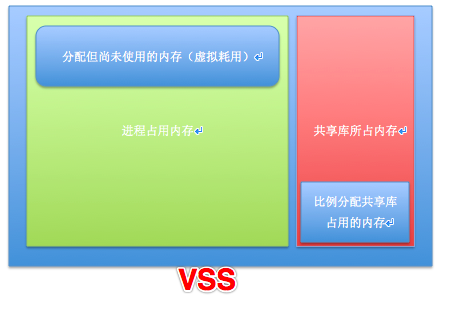 分配但尚未使用的内存（虚拟耗用）
进程占用内存
共享库所占内存
比例分配共享库
占用的内存
VSS